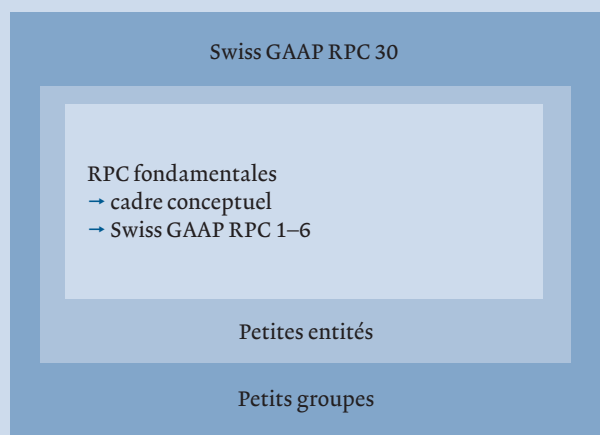 Swiss GAAP RPC 30
RPC fondamentales
→ cadre conceptuel
→ Swiss GAAP RPC 1–6
Petites entités
Petits groupes